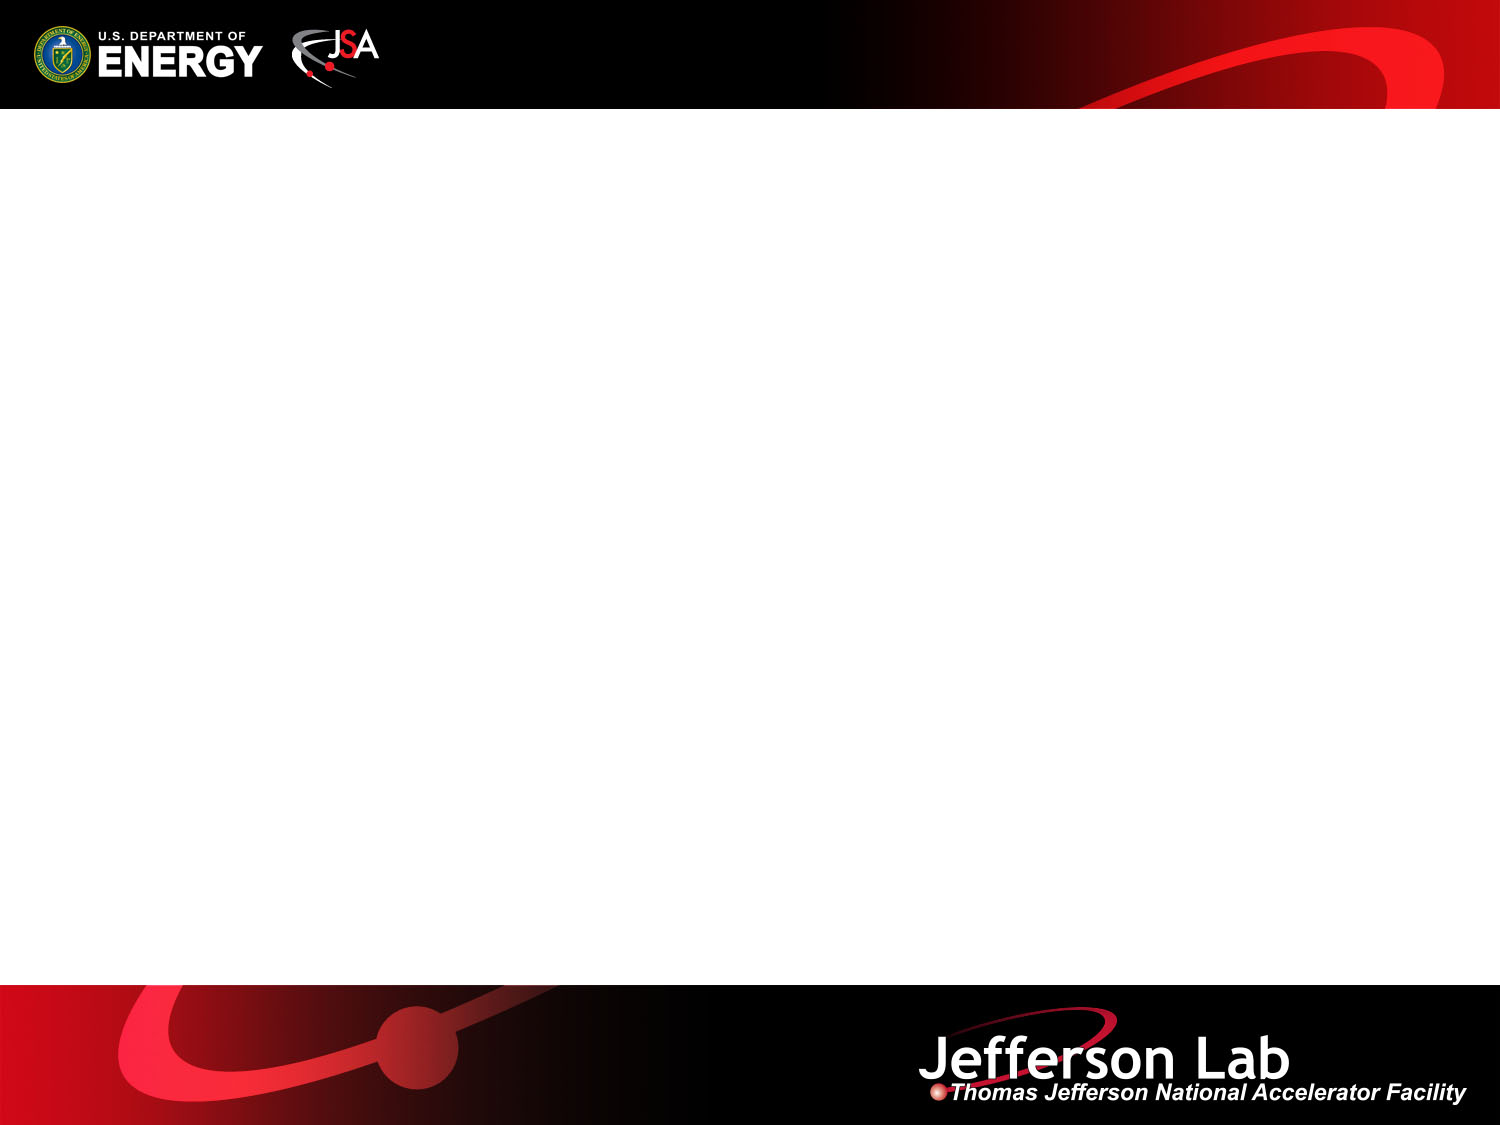 U.S. DEPARTMENT OF
ENERGY
JSA
Jefferson Lab
Thomas Jefferson National Accelerator Facility